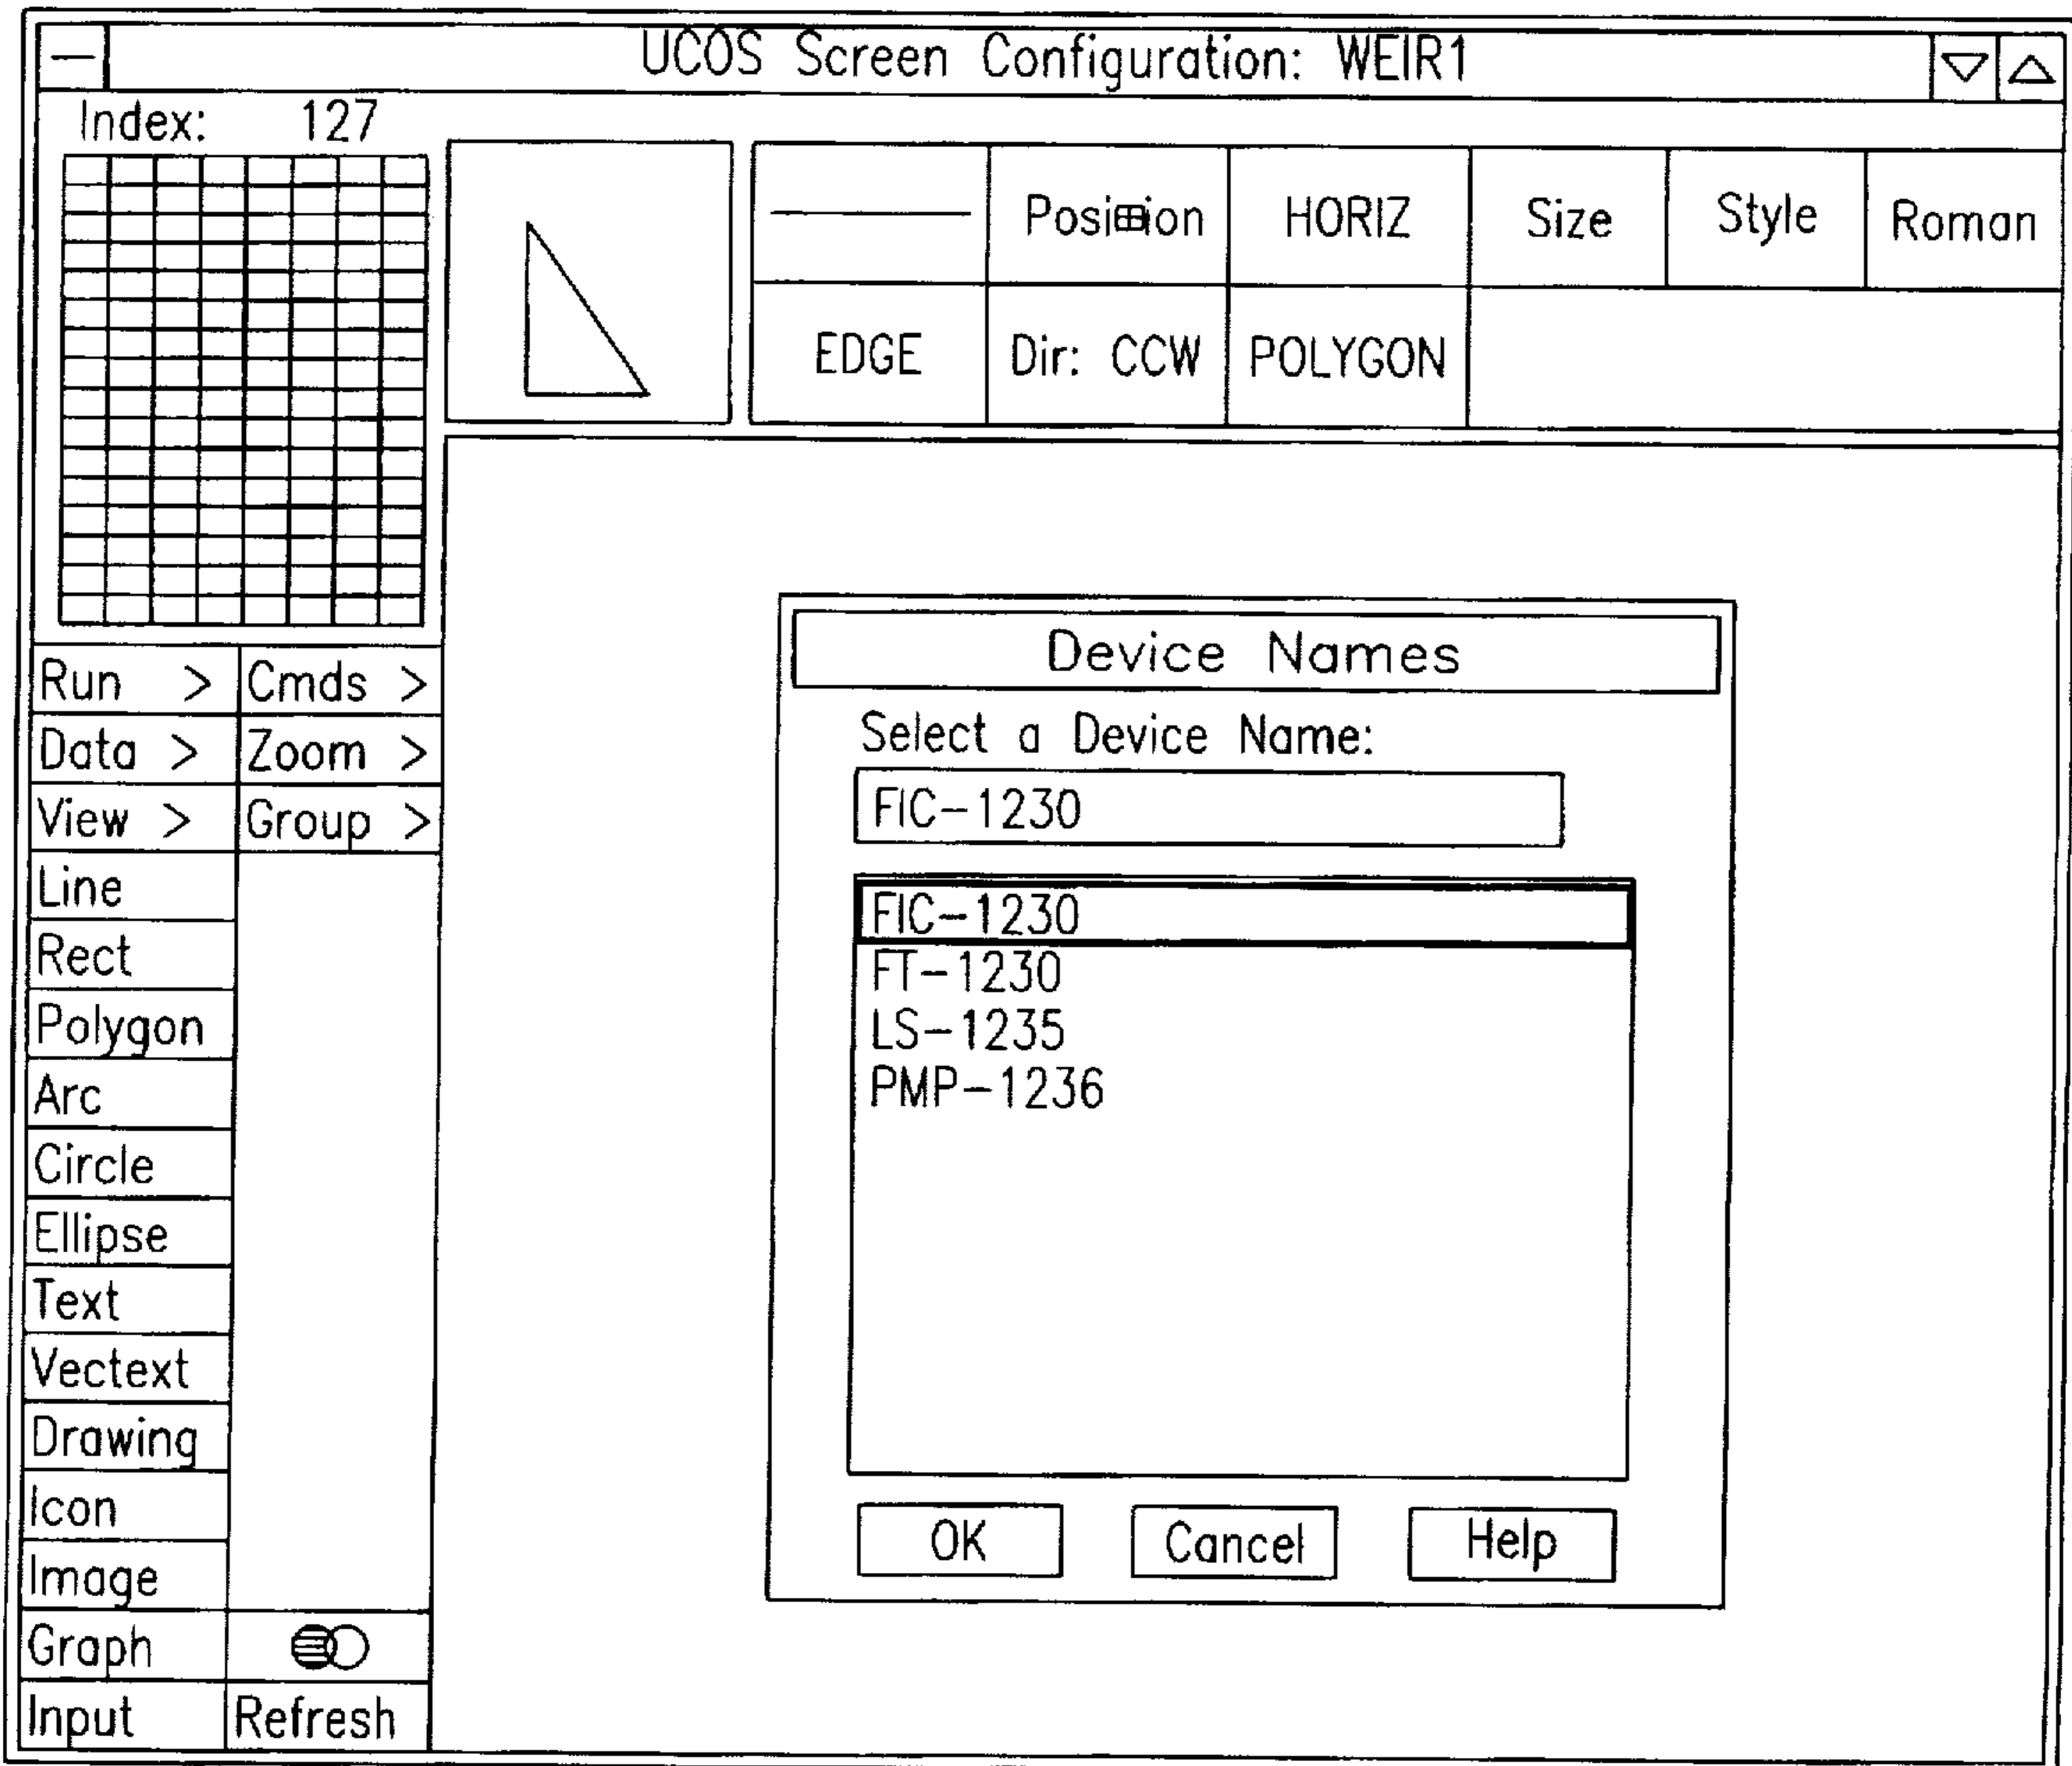 UCOS Screen Configuration: WEIR1
Index: 127
Position HORIZ Size Style Roman
EDGE Dir: CCW POLYGON
Run > Cmds >
Data > Zoom >
View > Group >
Line
Rect
Polygon
Arc
Circle
Ellipse
Text
Vectext
Drawing
Icon
Image
Graph
Input Refresh
Device Names
Select a Device Name:
FIC-1230
FIC-1230
FT-1230
LS-1235
PMP-1236
OK Cancel Help